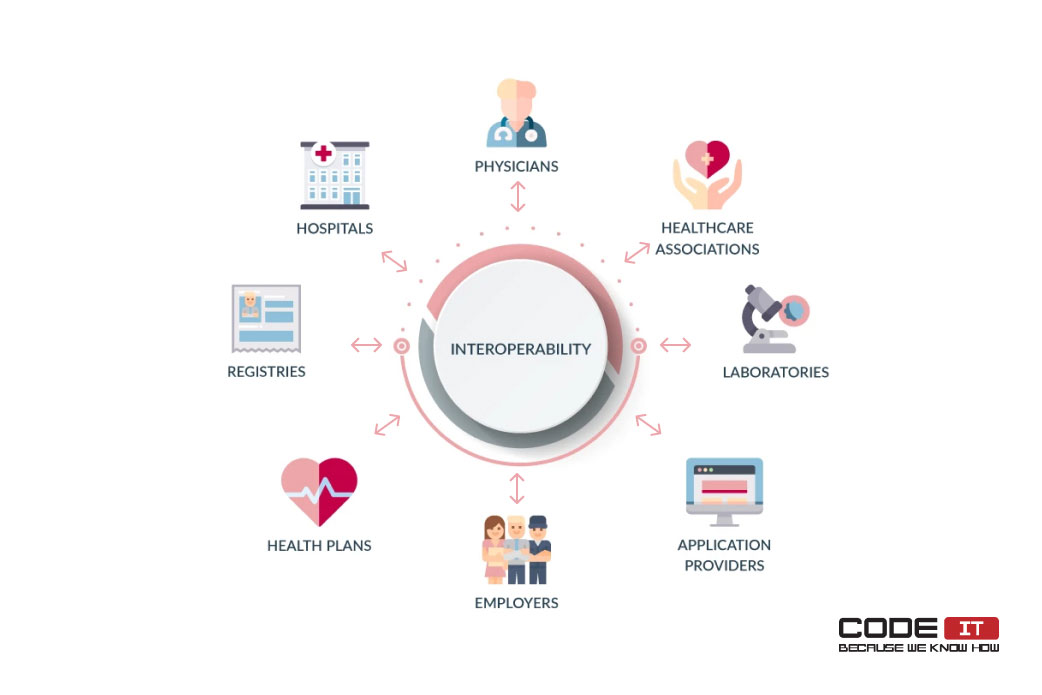 PHYSICIANS
HOSPITALS
HEALTHCARE
ASSOCIATIONS
REGISTRIES
INTEROPERABILITY
LABORATORIES
HEALTH PLANS
APPLICATION
PROVIDERS
EMPLOYERS
CODE IT
BECAUSE WE KNOW HOW